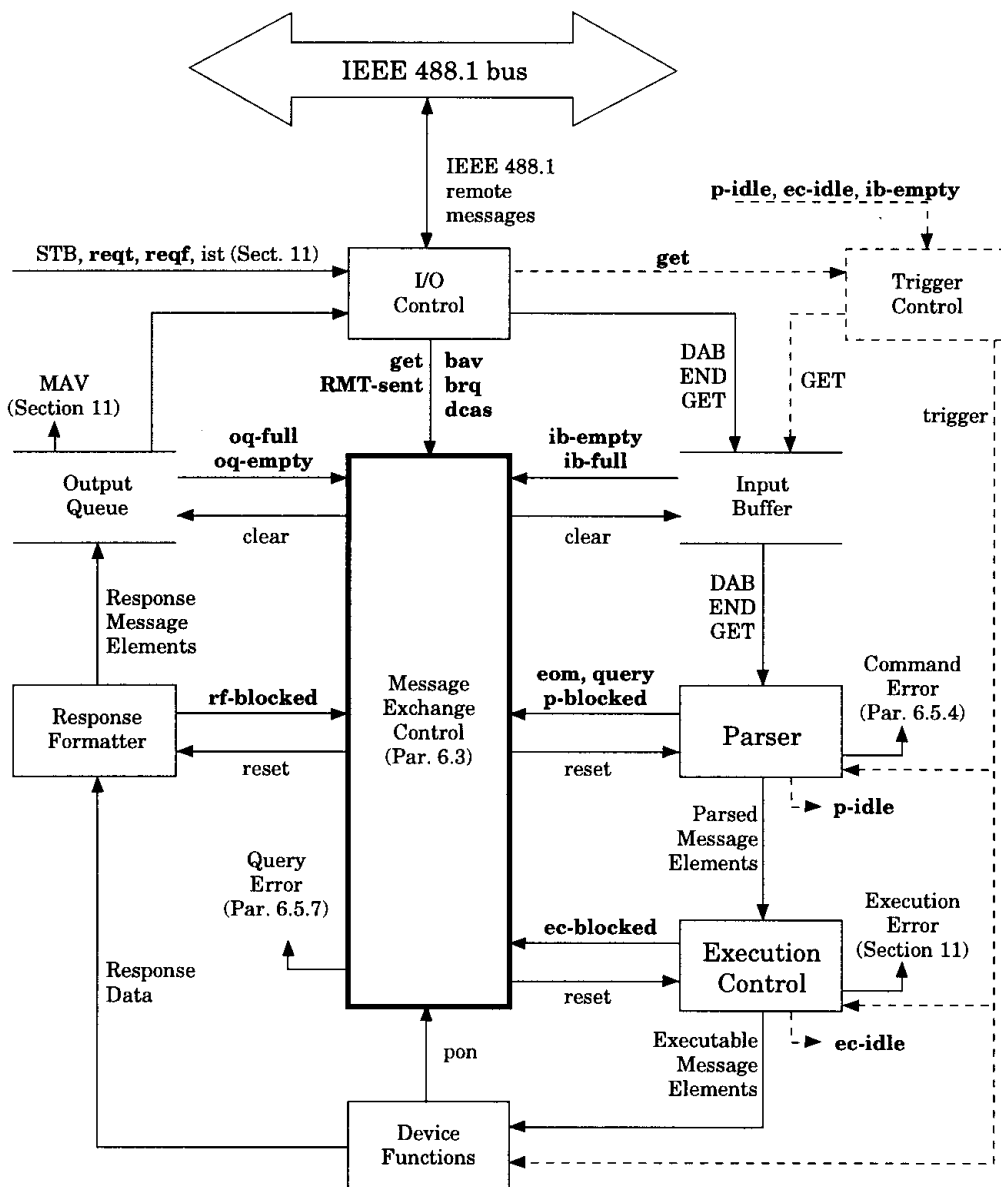 IEEE 488.1 bus
IEEE 488.1
remote
messages
p-idle, ec-idle, ib-empty
STB, reqt, reqf, ist (Sect. 11)
I/O
Control
get
Trigger
Control
MAV
(Section 11)
get
RMT-sent
bav
brq
dcas
DAB
END
GET
GET
trigger
oq-full
oq-empty
ib-empty
ib-full
Output
Queue
Input
Buffer
clear
clear
Response
Message
Elements
DAB
END
GET
Message
Exchange
Control
(Par. 6.3)
Command
Error
(Par. 6.5.4)
rf-blocked
eom, query
p-blocked
Response
Formatter
Parser
reset
reset
p-idle
Parsed
Message
Elements
Query
Error
(Par. 6.5.7)
Execution
Error
(Section 11)
ec-blocked
Execution
Control
Response
Data
reset
ec-idle
pon
Executable
Message
Elements
Device
Functions